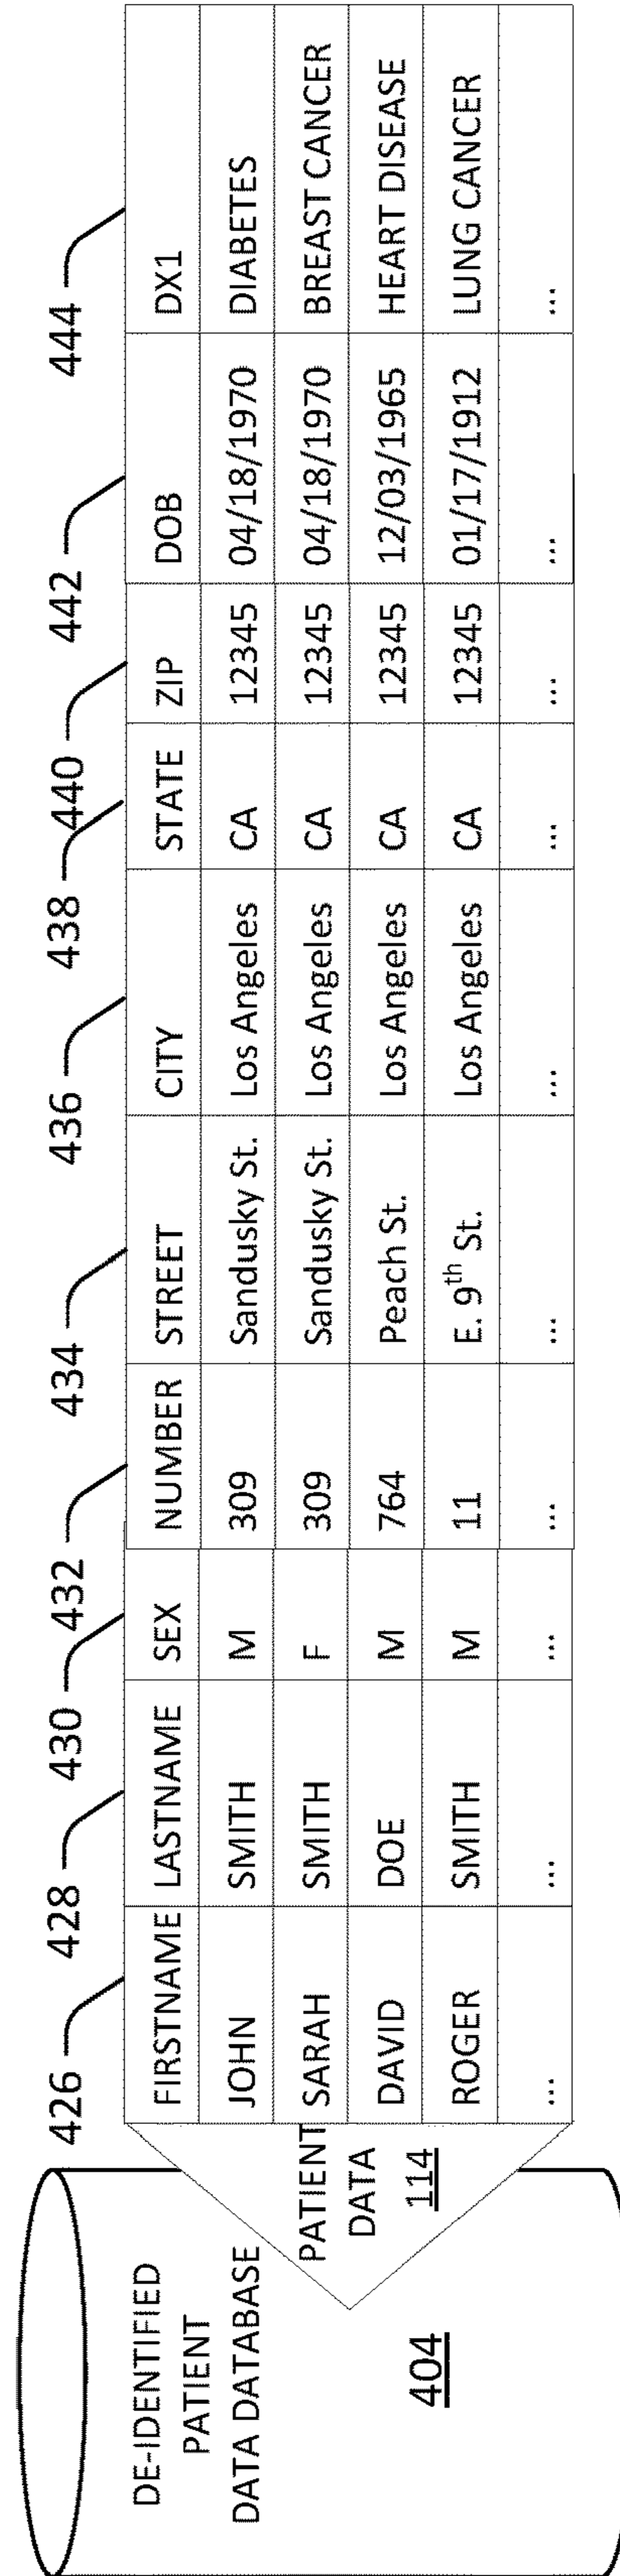 426 428 430 432 434 436 438 440 442 444
FIRSTNAME LASTNAME SEX NUMBER STREET CITY STATE ZIP DOB DX1
JOHN SMITH M 309 Sandusky St. Los Angeles CA 12345 04/18/1970 DIABETES
SARAH SMITH F 309 Sandusky St. Los Angeles CA 12345 04/18/1970 BREAST CANCER
DAVID DOE M 764 Peach St. Los Angeles CA 12345 12/03/1965 HEART DISEASE
ROGER SMITH M 11 E. 9th St. Los Angeles CA 12345 01/17/1912 LUNG CANCER
... ... ... ... ... ... ... ... ... ...
DE-IDENTIFIED
PATIENT
DATA DATABASE
404
PATIENT
DATA
114